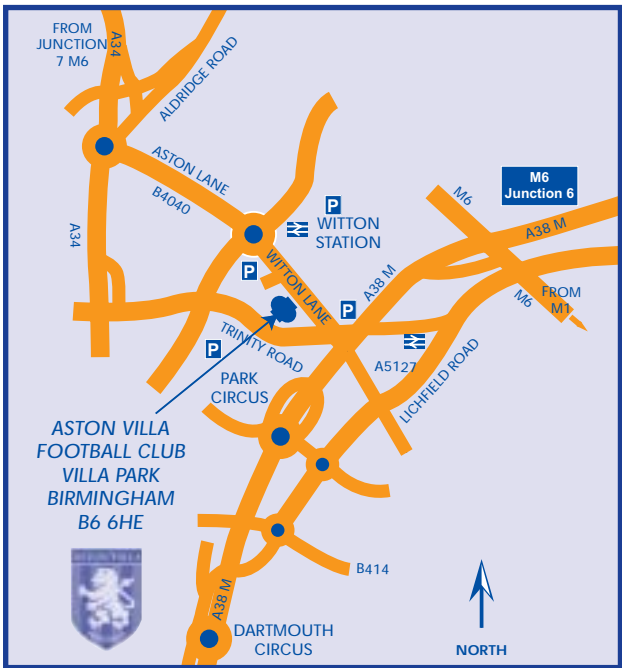 FROM
JUNCTION
7 M6
A34
ALDRIDGE ROAD
ASTON LANE
B4040
A34
P
WITTON
STATION
P
WITTON LANE
M6
Junction 6
M6
A38 M
A38 M
M6
FROM
M1
P
TRINITY ROAD
P
A5127
LICHFIELD ROAD
PARK
CIRCUS
ASTON VILLA
FOOTBALL CLUB
VILLA PARK
BIRMINGHAM
B6 6HE
B414
A38 M
DARTMOUTH
CIRCUS
NORTH